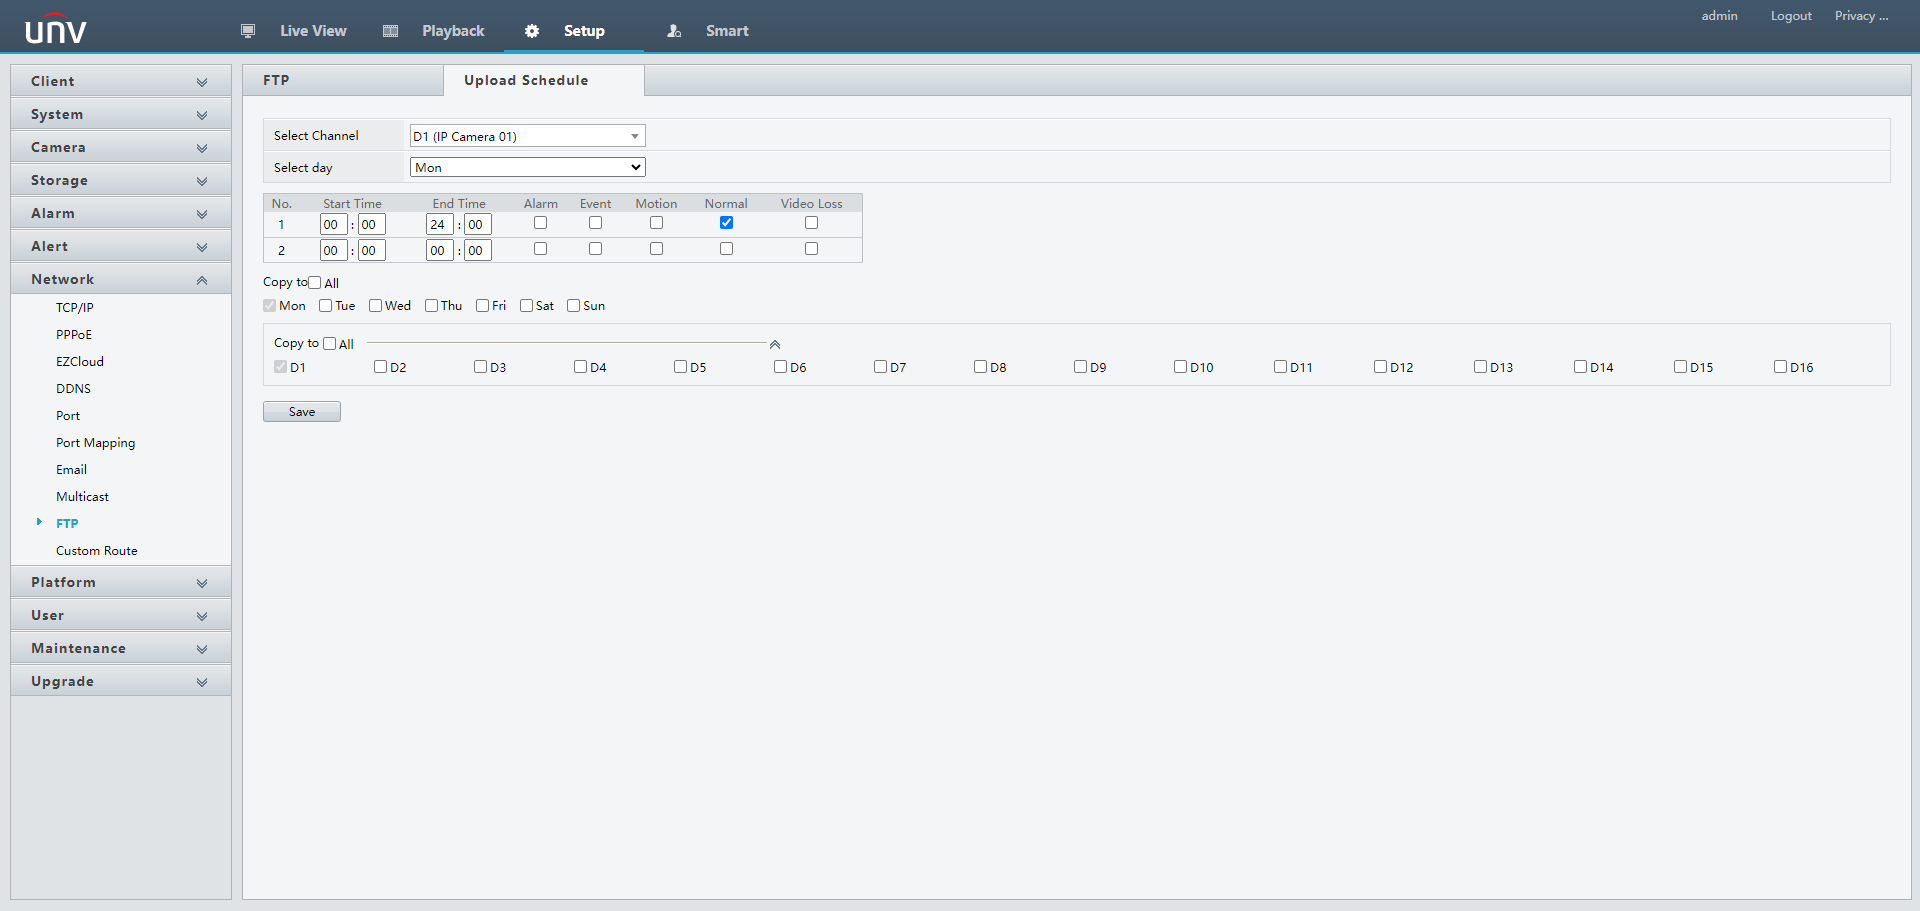 unv Live View Playback Setup Smart admin Logout Privacy ...
Client
System
Camera
Storage
Alarm
Alert
Network
TCP/IP
PPPoE
EZCloud
DDNS
Port
Port Mapping
Email
Multicast
FTP
Custom Route
Platform
User
Maintenance
Upgrade
FTP Upload Schedule
Select Channel D1 (IP Camera 01)
Select day Mon
No. Start Time End Time Alarm Event Motion Normal Video Loss
1 00 : 00 24 : 00
2 00 : 00 00 : 00
Copy to All
Mon Tue Wed Thu Fri Sat Sun
Copy to All
D1 D2 D3 D4 D5 D6 D7 D8 D9 D10 D11 D12 D13 D14 D15 D16
Save